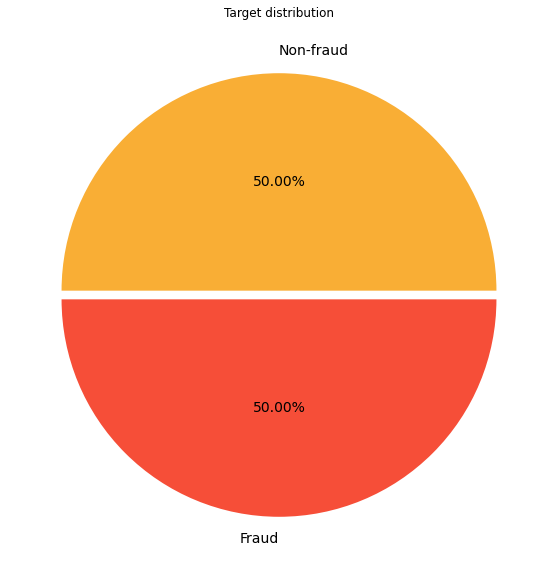 Target distribution
Non-fraud
50.00%
50.00%
Fraud